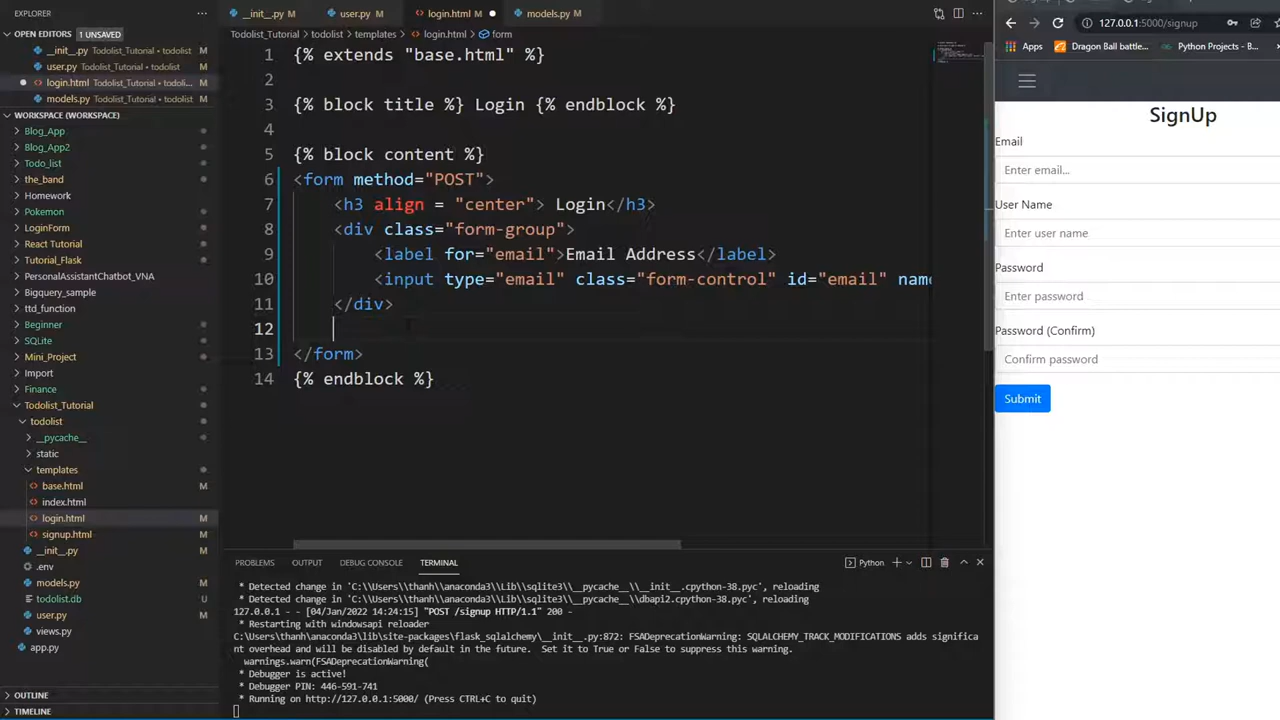 EXPLORER
OPEN EDITORS 1 UNSAVED
__init__.py Todolist_Tutorial\todolist M
user.py Todolist_Tutorial\todolist M
login.html Todolist_Tutorial\todoli... M
models.py Todolist_Tutorial\todolist M
WORKSPACE (WORKSPACE)
Blog_App
Blog_App2
Todo_list
the_band
Homework
Pokemon
LoginForm
React Tutorial
Tutorial_Flask
PersonalAssistantChatbot_VNA
Bigquery_sample
ttd_function
Beginner
SQLite
Mini_Project
Import
Finance
Todolist_Tutorial
todolist
__pycache__
static
templates
base.html M
index.html
login.html M
signup.html M
__init__.py M
.env
models.py M
todolist.db U
user.py M
views.py M
app.py
OUTLINE
TIMELINE
__init__.py M
user.py M
login.html M
models.py M
Todolist_Tutorial > todolist > templates > login.html > form
1 {% extends "base.html" %}
2
3 {% block title %} Login {% endblock %}
4
5 {% block content %}
6 <form method="POST">
7 <h3 align = "center"> Login</h3>
8 <div class="form-group">
9 <label for="email">Email Address</label>
10 <input type="email" class="form-control" id="email" name
11 </div>
12
13 </form>
14 {% endblock %}
PROBLEMS OUTPUT DEBUG CONSOLE TERMINAL
Python
* Detected change in 'C:\\Users\\thanh\\anaconda3\\Lib\\sqlite3\\__pycache__\\__init__.cpython-38.pyc', reloading
* Detected change in 'C:\\Users\\thanh\\anaconda3\\Lib\\sqlite3\\__pycache__\\dbapi2.cpython-38.pyc', reloading
127.0.0.1 - - [04/Jan/2022 14:24:15] "POST /signup HTTP/1.1" 200 -
* Restarting with windowsapi reloader
C:\Users\thanh\anaconda3\lib\site-packages\flask_sqlalchemy\__init__.py:872: FSADeprecationWarning: SQLALCHEMY_TRACK_MODIFICATIONS adds significa
nt overhead and will be disabled by default in the future. Set it to True or False to suppress this warning.
warnings.warn(FSADeprecationWarning(
* Debugger is active!
* Debugger PIN: 446-591-741
* Running on http://127.0.0.1:5000/ (Press CTRL+C to quit)
127.0.0.1:5000/signup
Apps Dragon Ball battle... Python Projects - B...
SignUp
Email
Enter email...
User Name
Enter user name
Password
Enter password
Password (Confirm)
Confirm password
Submit